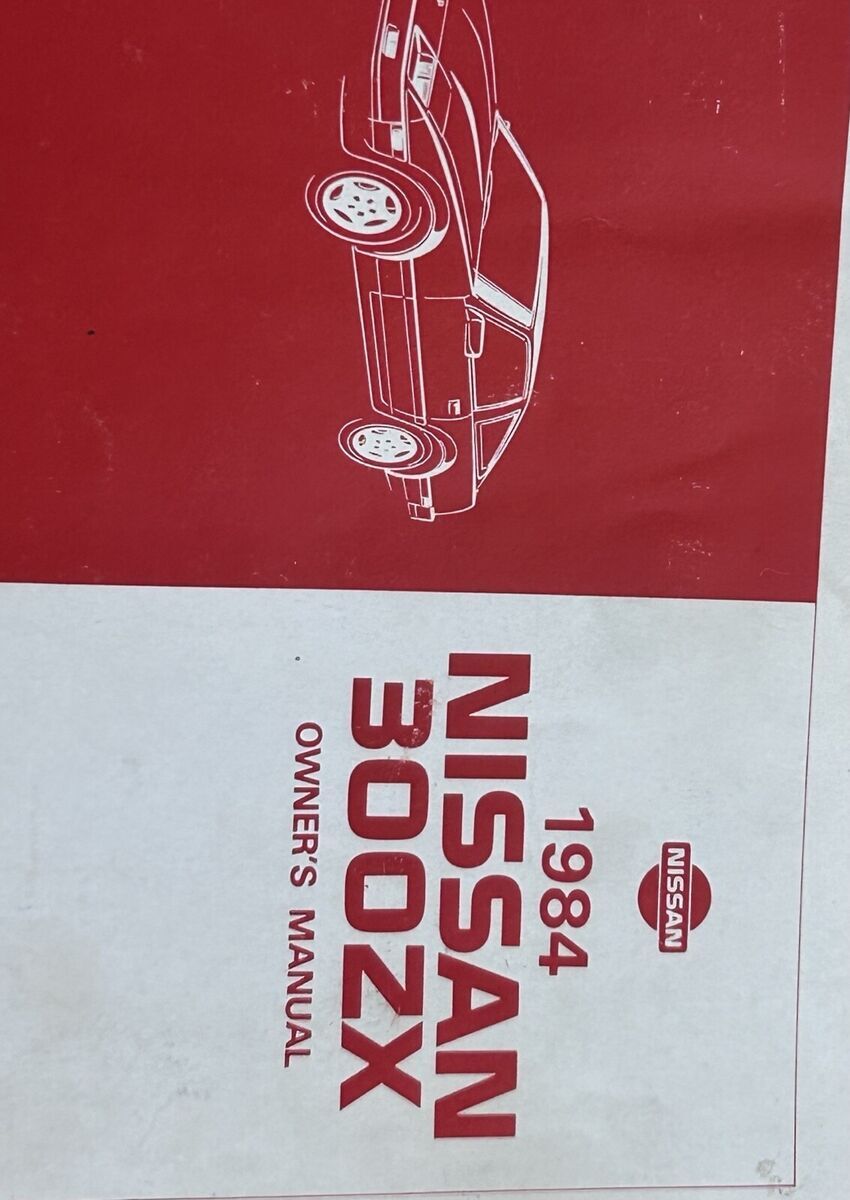 NISSAN
1984
NISSAN
300ZX
OWNER'S MANUAL